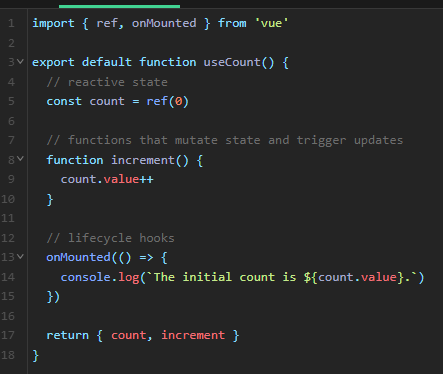 1 import { ref, onMounted } from 'vue'
2
3 export default function useCount() {
4 // reactive state
5 const count = ref(0)
6
7 // functions that mutate state and trigger updates
8 function increment() {
9 count.value++
10 }
11
12 // lifecycle hooks
13 onMounted(() => {
14 console.log(`The initial count is ${count.value}.`)
15 })
16
17 return { count, increment }
18 }